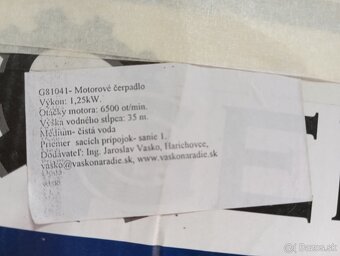 G81041- Motorové čerpadlo
Výkon: 1,25kW.
Otáčky motora: 6500 ot/min.
Výška vodného stĺpca: 35 m.
Médium- čistá voda
Priemer sacích prípojok- sanie 1.
Dodávateľ: Ing. Jaroslav Vasko, Harichovce,
vasko@vaskonaradie.sk, www.vaskonaradie.sk
bazos.sk